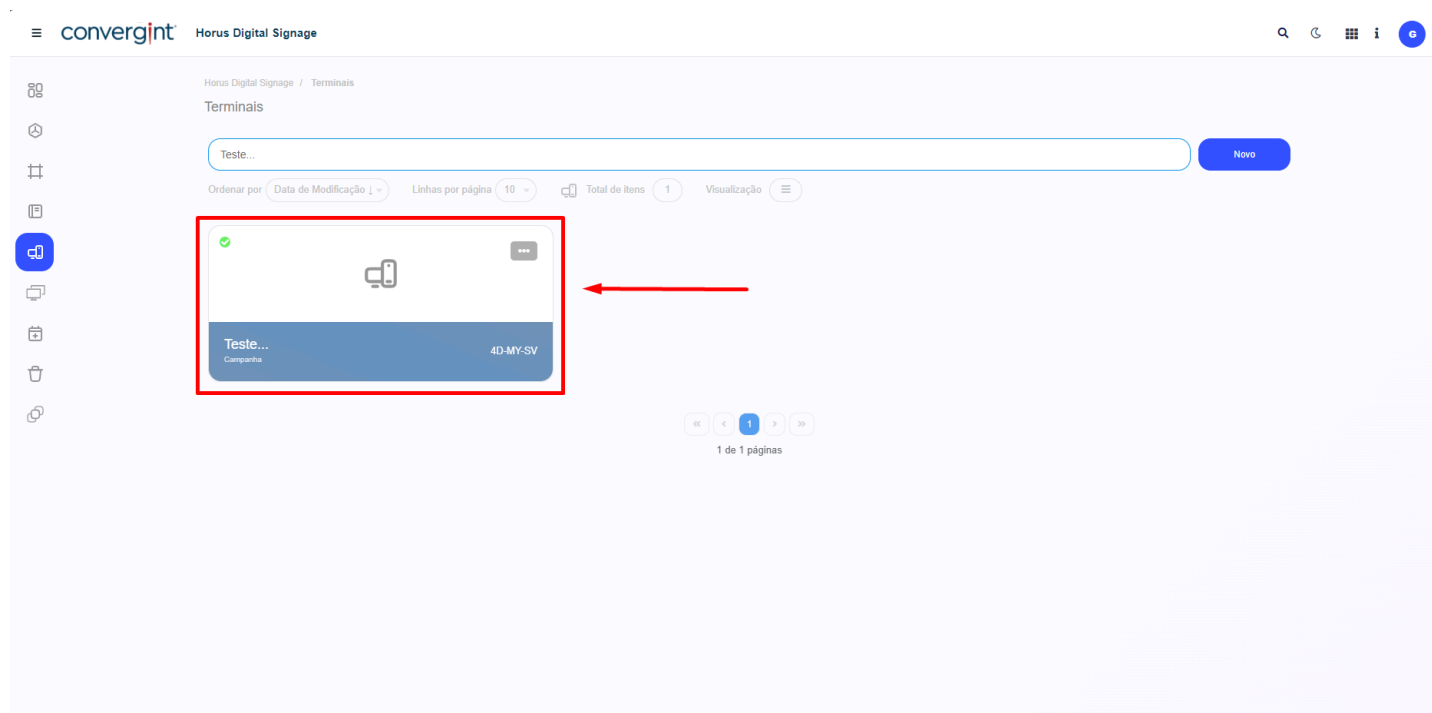 convergint Horus Digital Signage
G
Horus Digital Signage / Terminais
Terminais
Teste...
Novo
Ordenar por Data de Modificação ↓ Linhas por página 10 Total de itens 1 Visualização
Teste...
Campanha
4D-MY-SV
« ‹ 1 › »
1 de 1 páginas